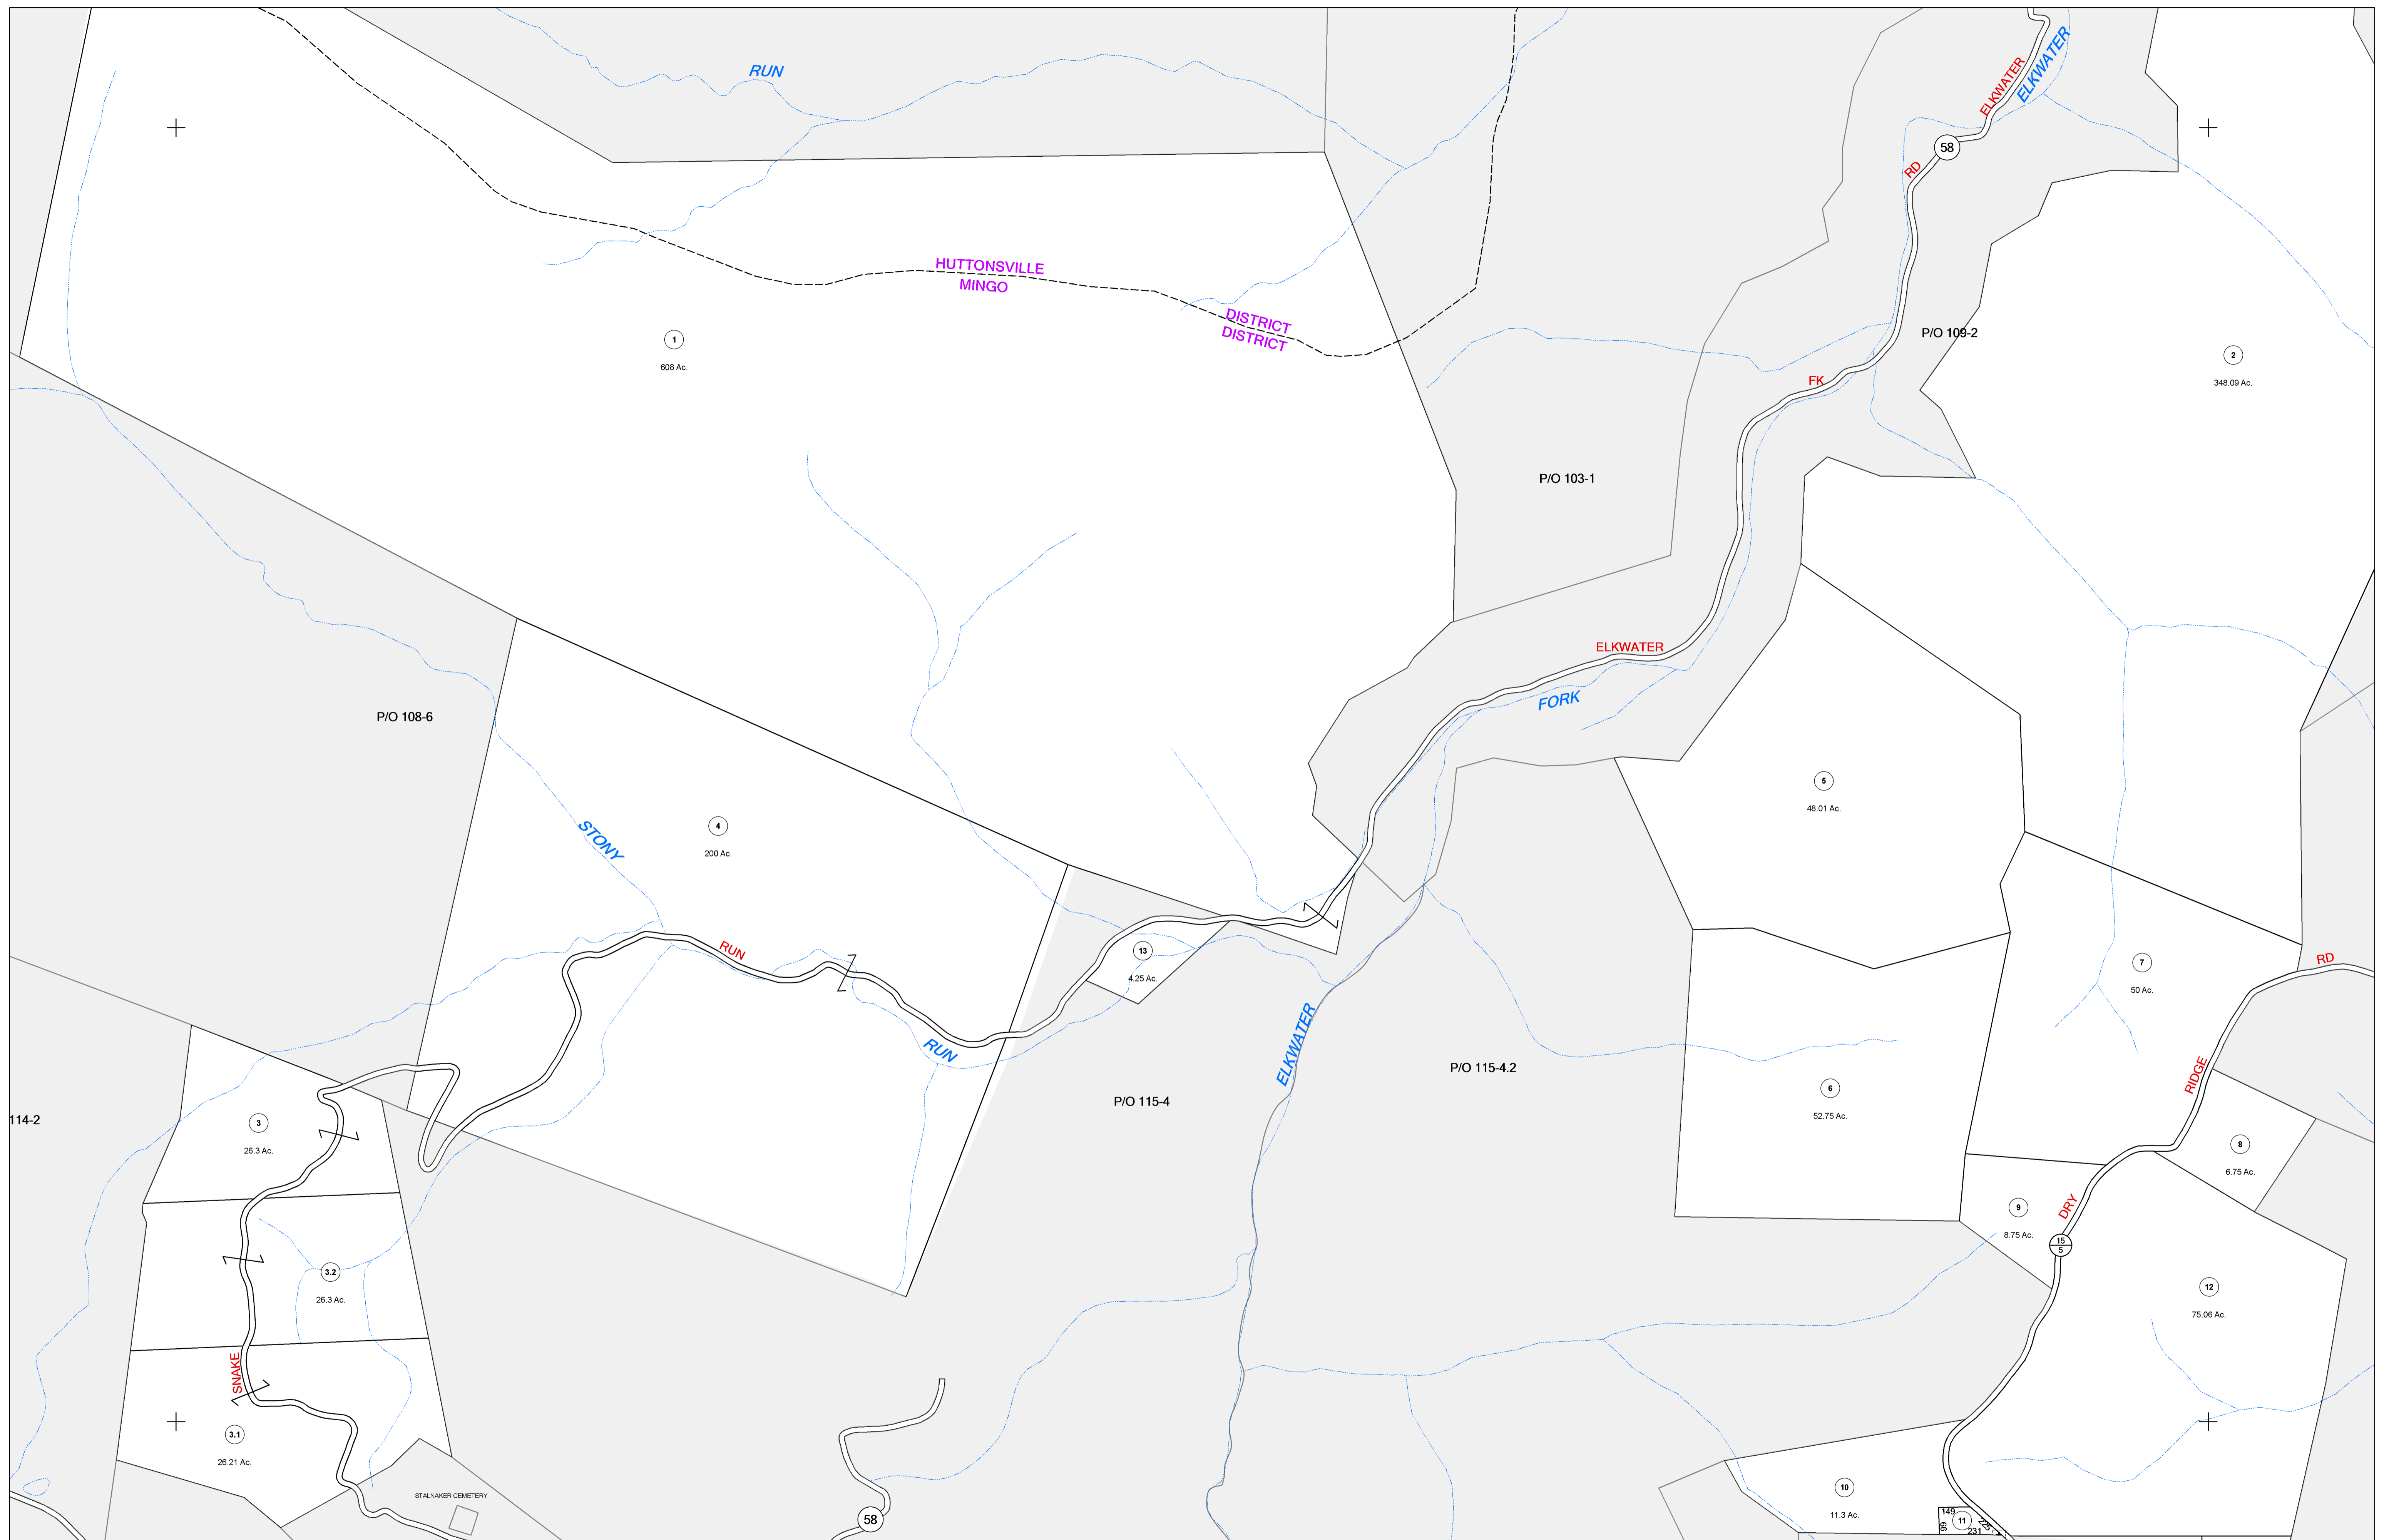 RUN
ELKWATER
ELKWATER
58
RD
HUTTONSVILLE
MINGO
DISTRICT
DISTRICT
P/O 109-2
1
608 Ac.
2
348.09 Ac.
FK
P/O 103-1
ELKWATER
FORK
P/O 108-6
5
48.01 Ac.
4
200 Ac.
STONY
RUN
13
4.25 Ac.
7
50 Ac.
RD
ELKWATER
RUN
P/O 115-4.2
P/O 115-4
RIDGE
6
52.75 Ac.
114-2
3
26.3 Ac.
8
6.75 Ac.
9
8.75 Ac.
DRY
15
5
3.2
26.3 Ac.
12
75.06 Ac.
SNAKE
3.1
26.21 Ac.
STALNAKER CEMETERY
58
10
11.3 Ac.
149
11
99
231
225